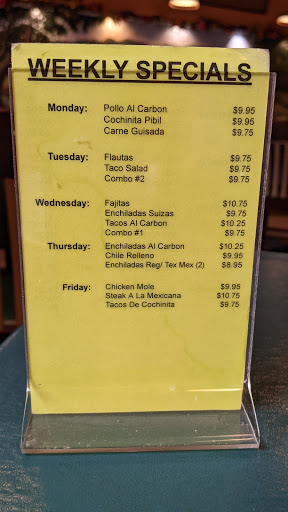 WEEKLY SPECIALS
Monday: Pollo Al Carbon $9.95
Cochinita Pibil $9.95
Carne Guisada $9.75
Tuesday: Flautas $9.75
Taco Salad $9.75
Combo #2 $9.75
Wednesday: Fajitas $10.75
Enchiladas Suizas $9.75
Tacos Al Carbon $10.25
Combo #1 $9.75
Thursday: Enchiladas Al Carbon $10.25
Chile Relleno $9.95
Enchiladas Reg/ Tex Mex (2) $8.95
Friday: Chicken Mole $9.95
Steak A La Mexicana $10.75
Tacos De Cochinita $9.75